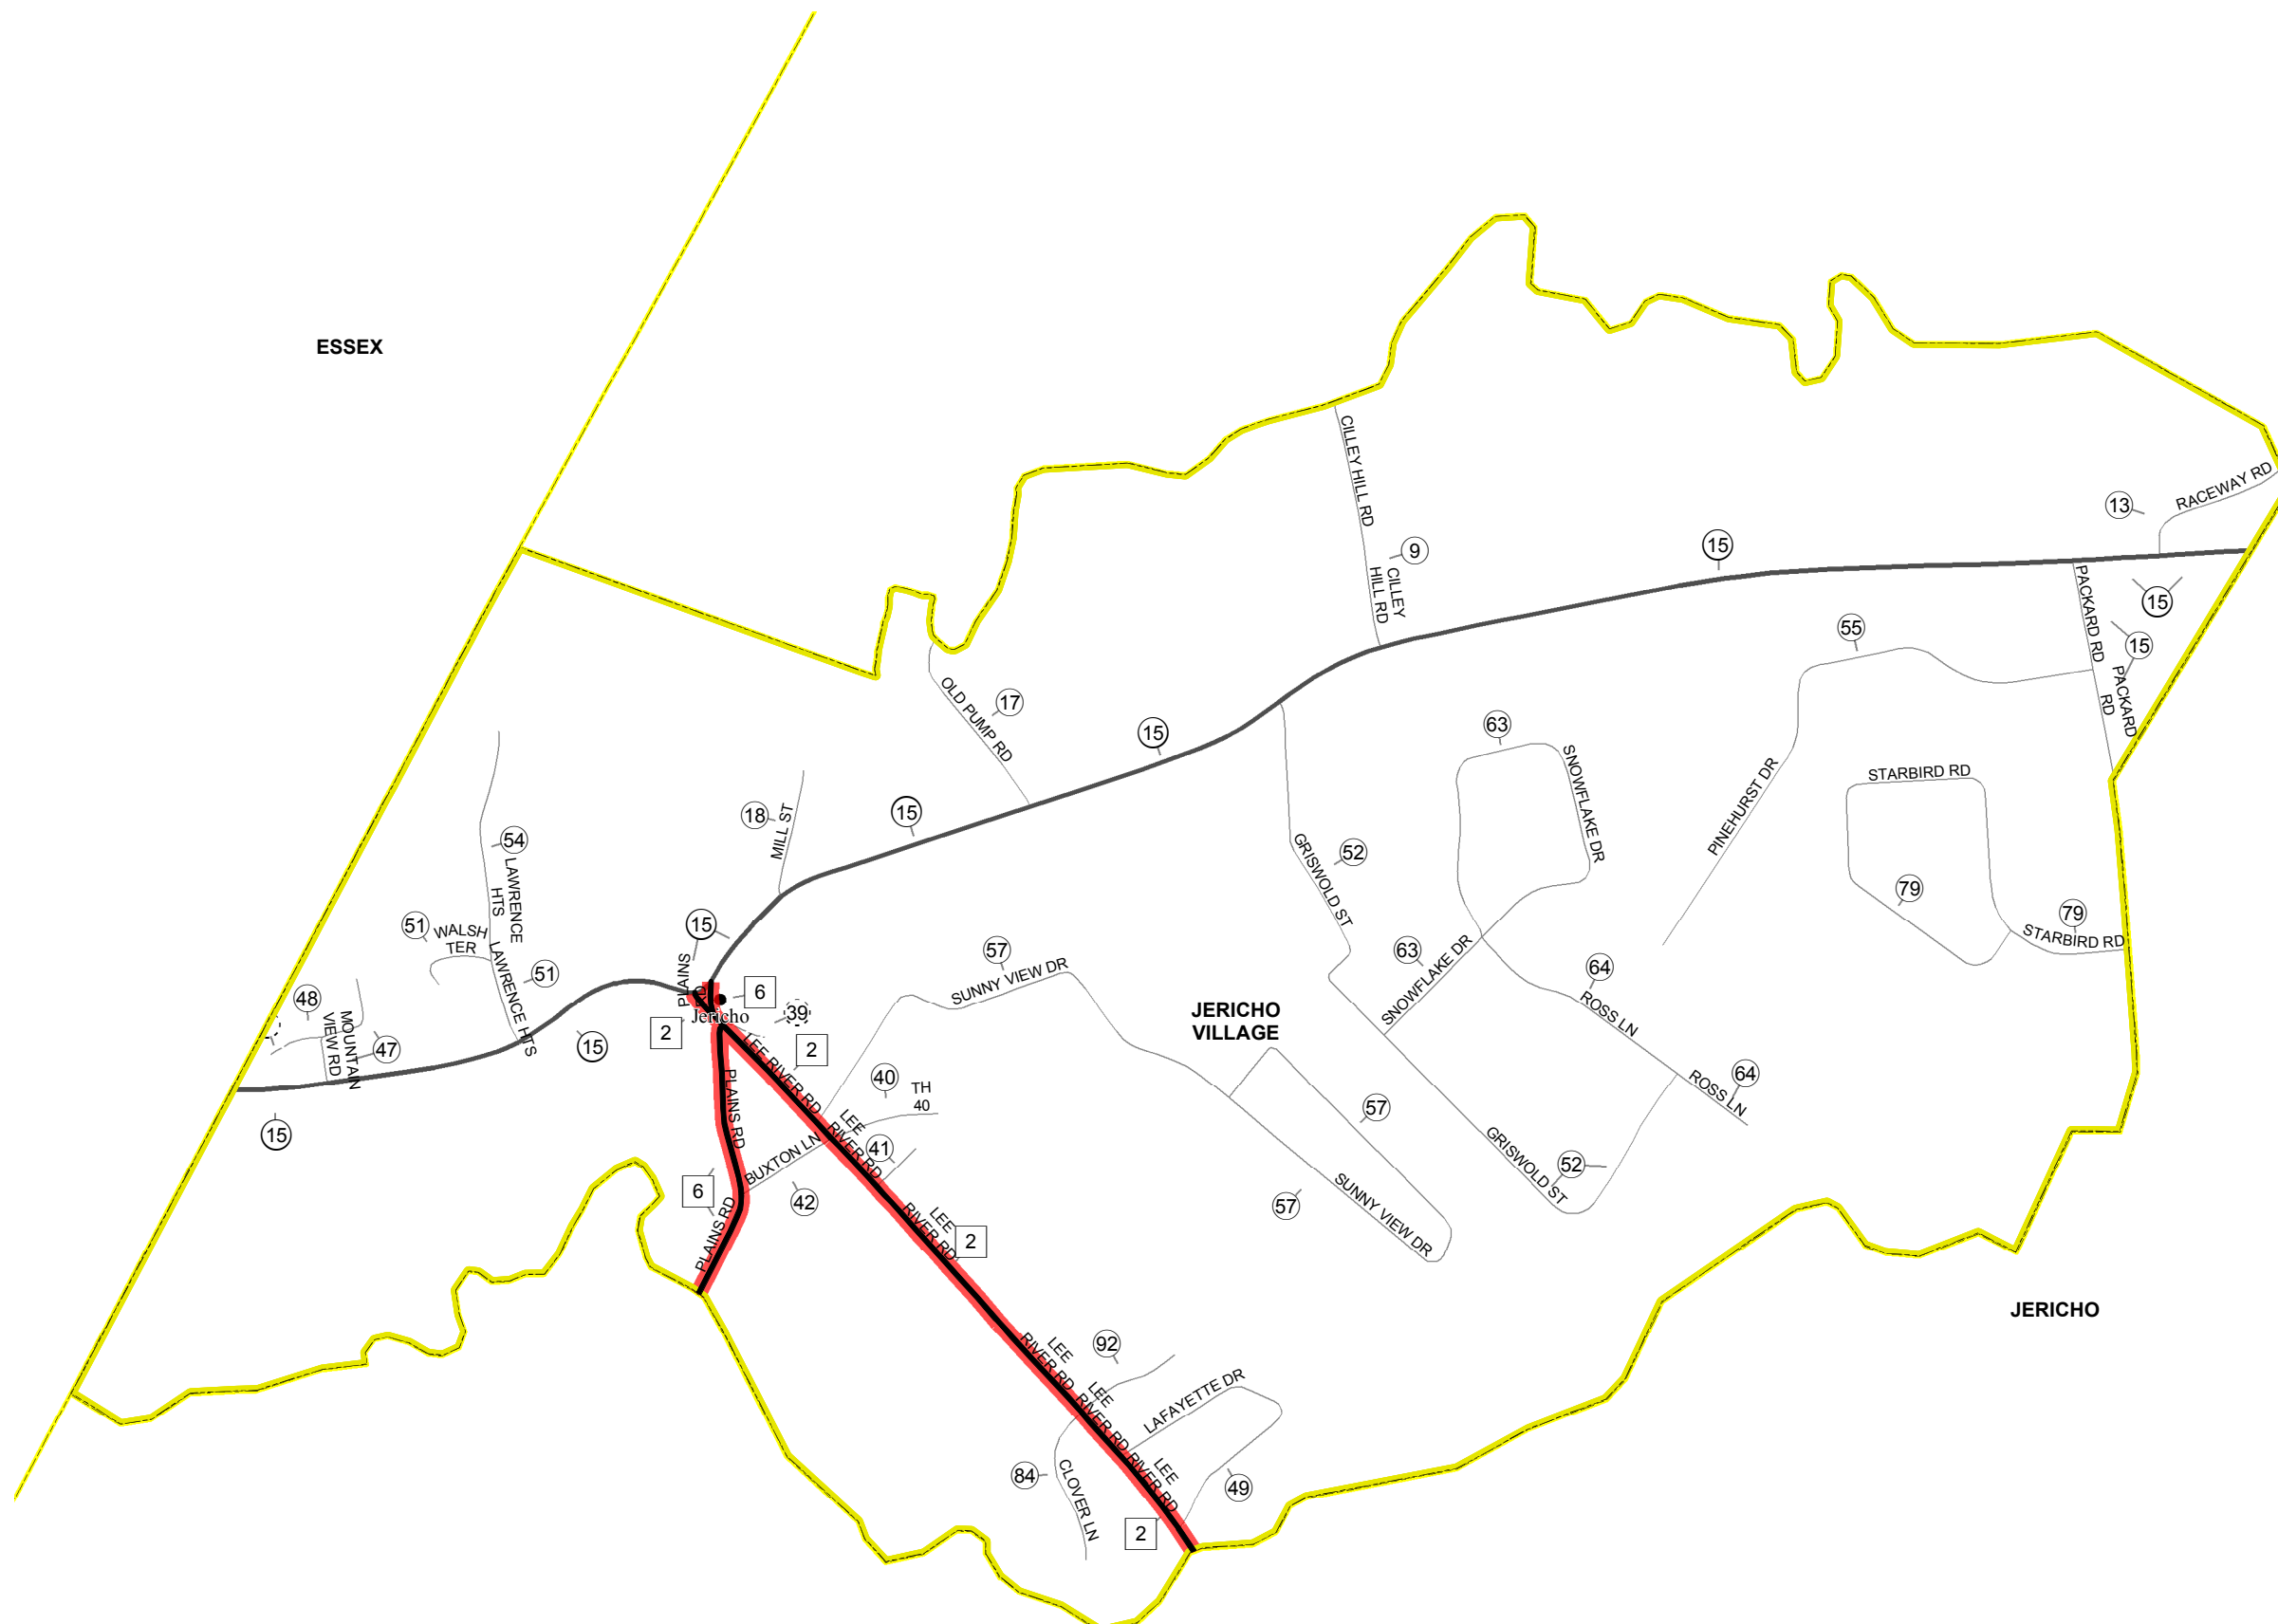 ESSEX
CILLEY HILL RD
RACEWAY RD
13
9
CILLEY
HILL RD
15
PACKARD RD
15
55
15
PACKARD
RD
OLD PUMP RD
17
15
63
SNOWFLAKE DR
PINEHURST DR
STARBIRD RD
18
MILL ST
15
54
LAWRENCE
HTS
GRISWOLD ST
52
79
79
STARBIRD RD
51
WALSH
TER
15
LAWRENCE HTS
51
57
SUNNY VIEW DR
63
SNOWFLAKE DR
64
ROSS LN
PLAINS
RD
6
48
MOUNTAIN
VIEW RD
47
15
Jericho
39
2
2
JERICHO
VILLAGE
LEE RIVER RD
PLAINS RD
40
TH
40
64
ROSS LN
15
57
LEE
RIVER RD
41
BUXTON LN
42
6
PLAINS RD
GRISWOLD ST
52
57
SUNNY VIEW DR
LEE
RIVER RD
2
JERICHO
LEE
RIVER RD
92
LEE
RIVER RD
LAFAYETTE DR
84
CLOVER LN
LEE
RIVER RD
49
2